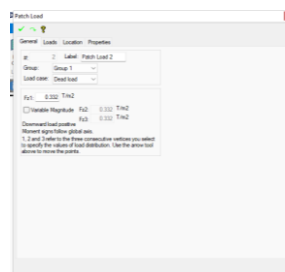 Patch Load
General Loads Location Properties
#: 2 Label Patch Load 2
Group: Group 1
Load case: Dead load
Fz1: 0.332 T/m2
Variable Magnitude Fz2: 0.332 T/m2
Fz3: 0.332 T/m2
Downward load positive
Moment signs follow global axis.
1, 2 and 3 refer to the three consecutive vertices you select
to specify the values of load distribution. Use the arrow tool
above to move the points.